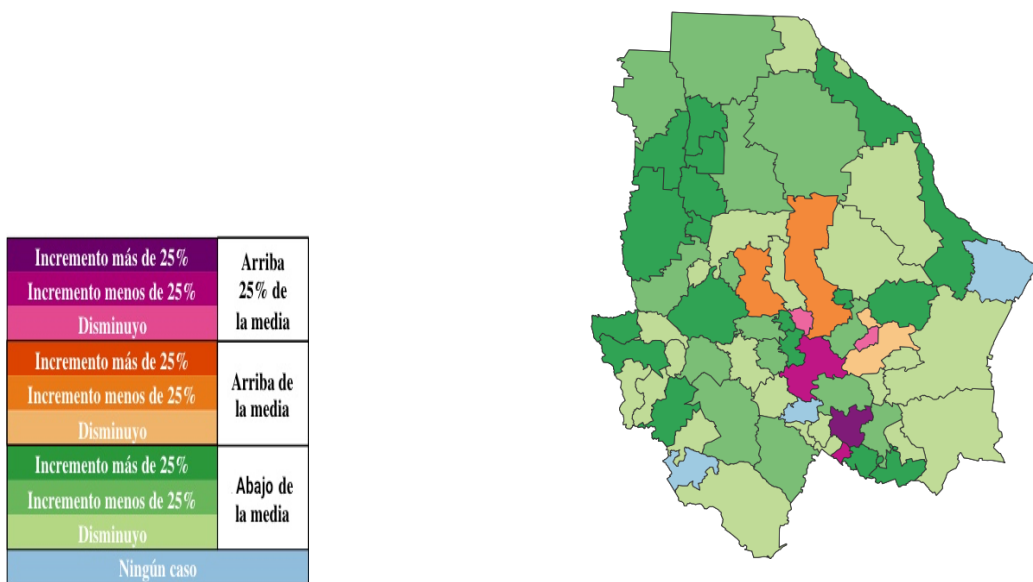 Incremento más de 25%
Incremento menos de 25%
Disminuyo
Arriba
25% de
la media
Incremento más de 25%
Incremento menos de 25%
Disminuyo
Arriba de
la media
Incremento más de 25%
Incremento menos de 25%
Disminuyo
Abajo de
la media
Ningún caso